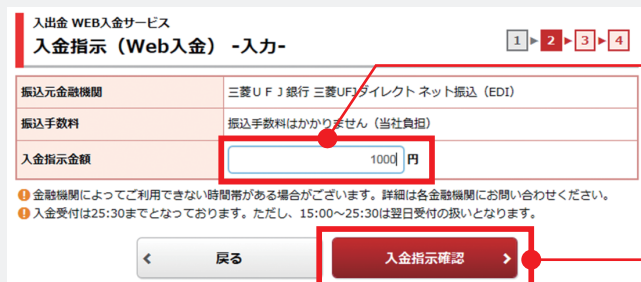 入出金 WEB入金サービス
入金指示（Web入金） -入力-
1 2 3 4
振込元金融機関 三菱ＵＦＪ銀行 三菱UFJダイレクト ネット振込（EDI）
振込手数料 振込手数料はかかりません（当社負担）
入金指示金額 1000 円
金融機関によってご利用できない時間帯がある場合がございます。詳細は各金融機関にお問い合わせください。
入金受付は25:30までとなっております。ただし、15:00～25:30は翌日受付の扱いとなります。
戻る 入金指示確認